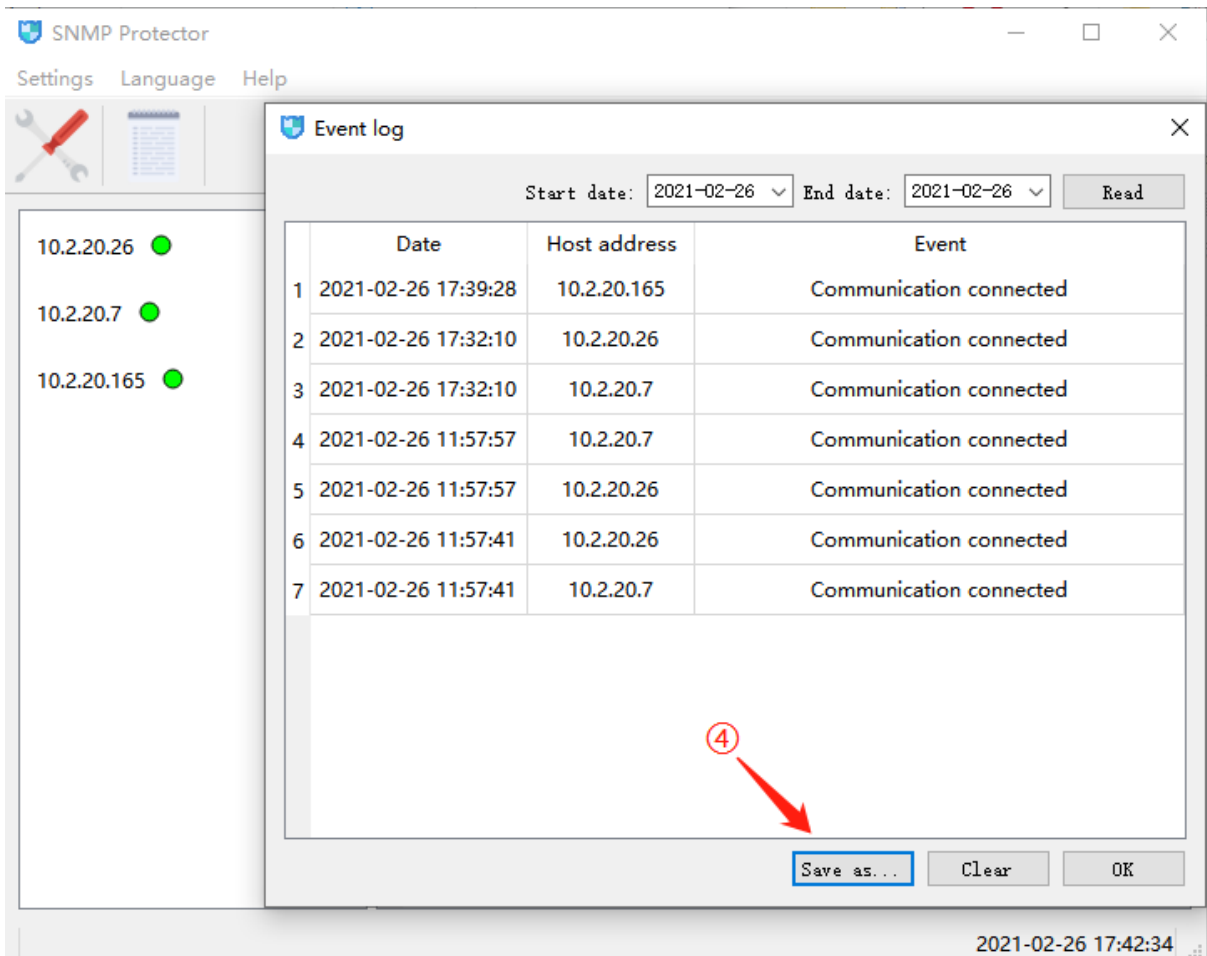 SNMP Protector
Settings Language Help
Event log
Start date: 2021-02-26 End date: 2021-02-26 Read
10.2.20.26
10.2.20.7
10.2.20.165
Date Host address Event
1 2021-02-26 17:39:28 10.2.20.165 Communication connected
2 2021-02-26 17:32:10 10.2.20.26 Communication connected
3 2021-02-26 17:32:10 10.2.20.7 Communication connected
4 2021-02-26 11:57:57 10.2.20.7 Communication connected
5 2021-02-26 11:57:57 10.2.20.26 Communication connected
6 2021-02-26 11:57:41 10.2.20.26 Communication connected
7 2021-02-26 11:57:41 10.2.20.7 Communication connected
④
Save as... Clear OK
2021-02-26 17:42:34